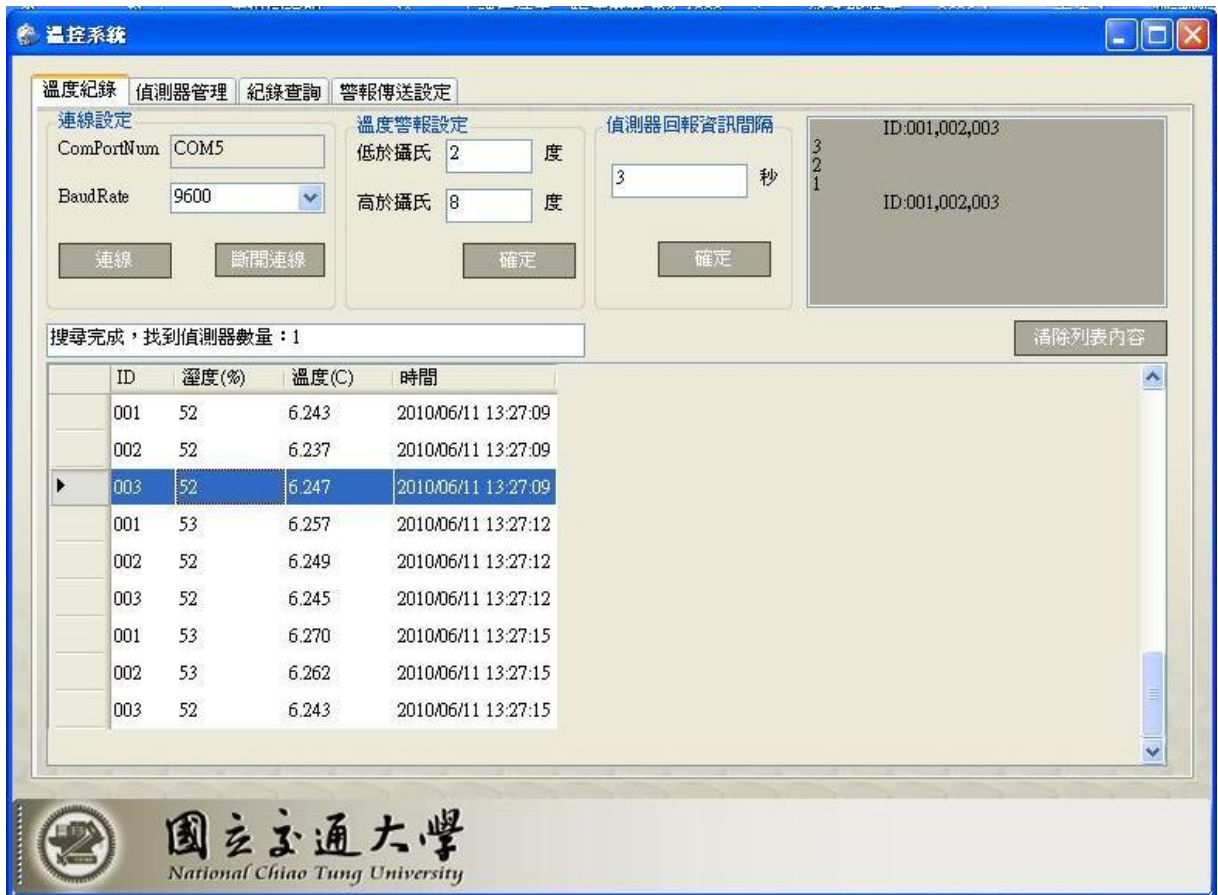 溫控系統
溫度紀錄 偵測器管理 紀錄查詢 警報傳送設定
連線設定
ComPortNum COM5
BaudRate 9600
連線 斷開連線
溫度警報設定
低於攝氏 2 度
高於攝氏 8 度
確定
偵測器回報資訊間隔
3 秒
確定
ID:001,002,003
3
2
1
ID:001,002,003
搜尋完成,找到偵測器數量:1
清除列表內容
ID 溼度(%) 溫度(C) 時間
001 52 6.243 2010/06/11 13:27:09
002 52 6.237 2010/06/11 13:27:09
003 52 6.247 2010/06/11 13:27:09
001 53 6.257 2010/06/11 13:27:12
002 52 6.249 2010/06/11 13:27:12
003 52 6.245 2010/06/11 13:27:12
001 53 6.270 2010/06/11 13:27:15
002 53 6.262 2010/06/11 13:27:15
003 52 6.243 2010/06/11 13:27:15
國立交通大學
National Chiao Tung University